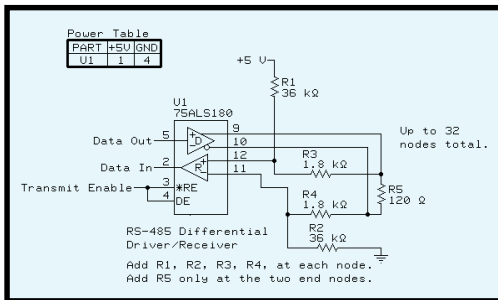 Power Table
PART +5V GND
U1 1 4
+5 V
R1
36 kΩ
U1
75ALS180
Data Out 5 + D - 9
10
Up to 32
nodes total.
Data In 2 R + - 12
11
R3
1.8 kΩ
Transmit Enable 3 *RE
4 DE
R4
1.8 kΩ
R5
120 Ω
R2
36 kΩ
RS-485 Differential
Driver/Receiver
Add R1, R2, R3, R4, at each node.
Add R5 only at the two end nodes.